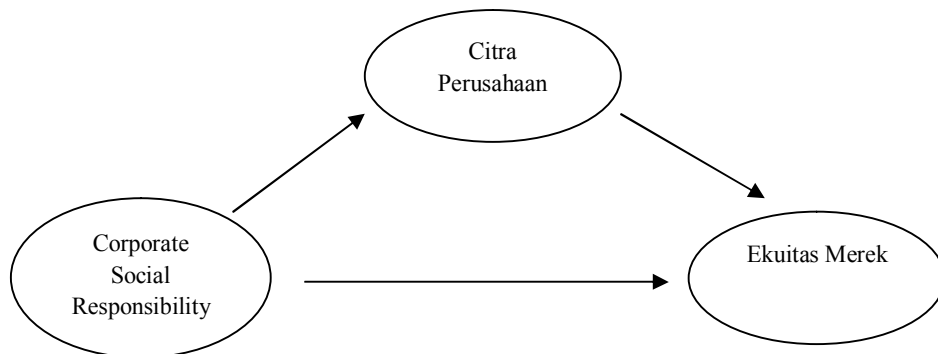 Citra
Perusahaan
Corporate
Social
Responsibility
Ekuitas Merek